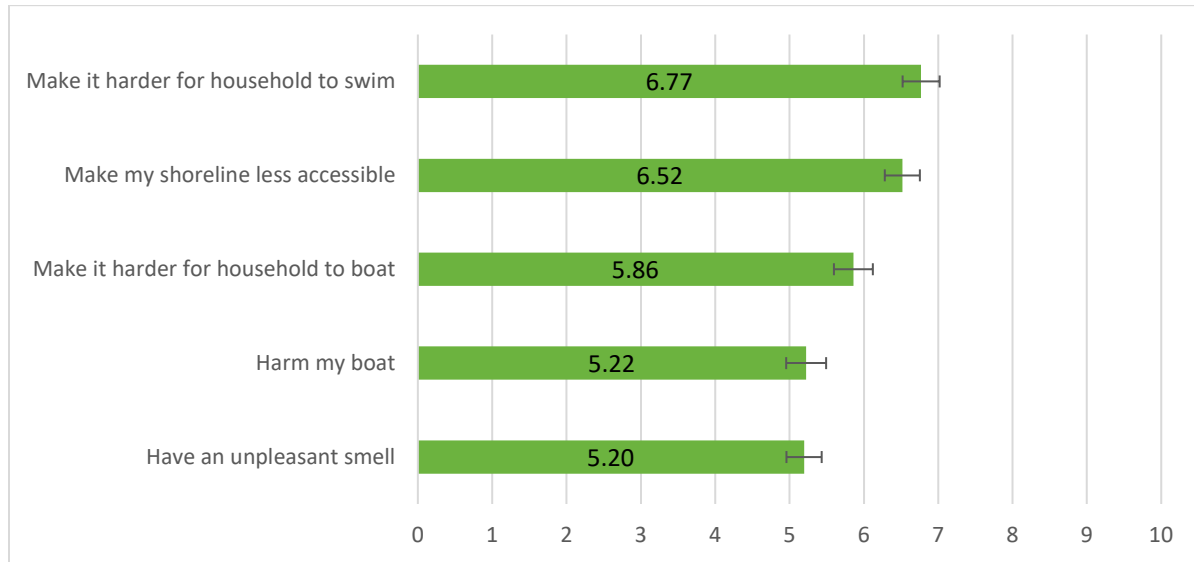 Make it harder for household to swim
6.77
Make my shoreline less accessible
6.52
Make it harder for household to boat
5.86
Harm my boat
5.22
Have an unpleasant smell
5.20
0 1 2 3 4 5 6 7 8 9 10